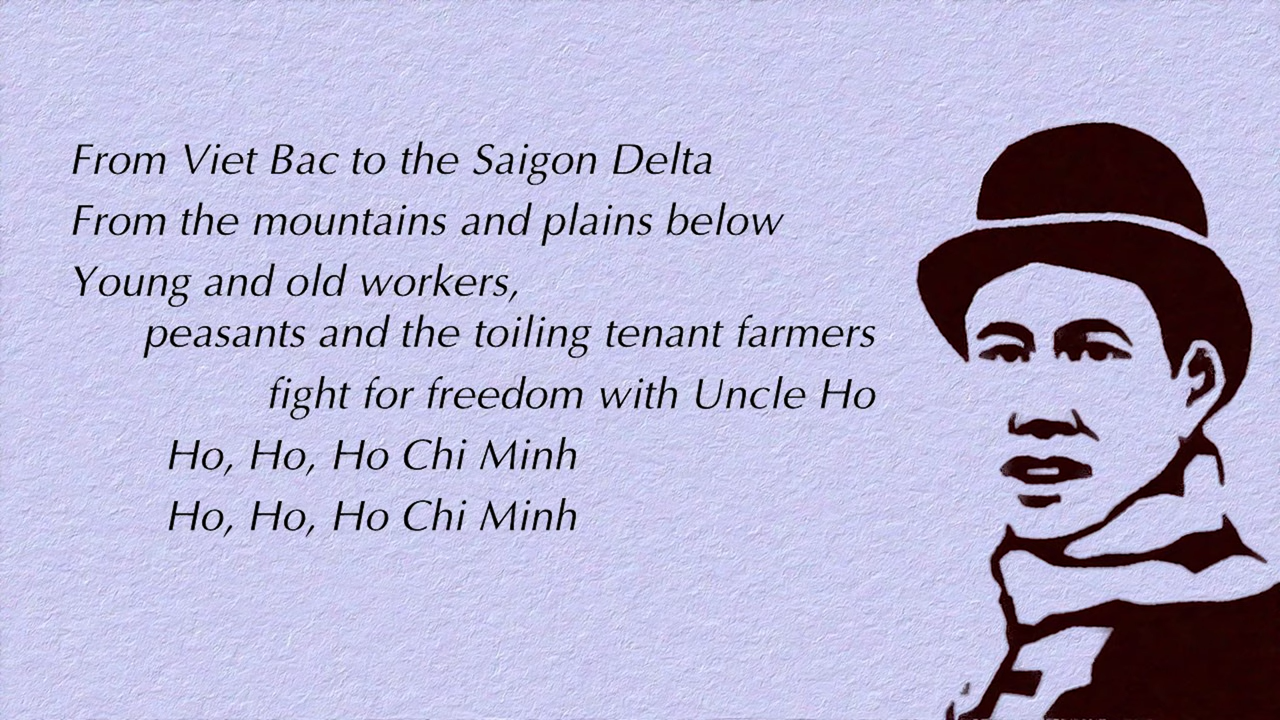 From Viet Bac to the Saigon Delta
From the mountains and plains below
Young and old workers,
peasants and the toiling tenant farmers
fight for freedom with Uncle Ho
Ho, Ho, Ho Chi Minh
Ho, Ho, Ho Chi Minh